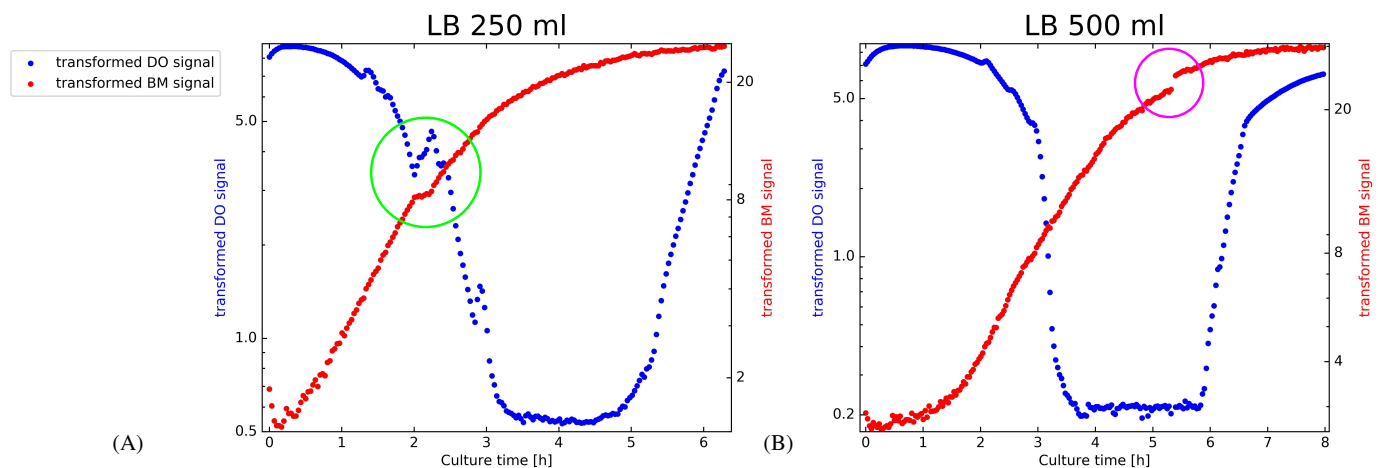 LB 250 ml
LB 500 ml
transformed DO signal
transformed BM signal
5.0
1.0
0.5
transformed DO signal
20
8
2
transformed BM signal
0 1 2 3 4 5 6
Culture time [h]
(A)
5.0
1.0
0.2
transformed DO signal
20
8
4
transformed BM signal
0 1 2 3 4 5 6 7 8
Culture time [h]
(B)